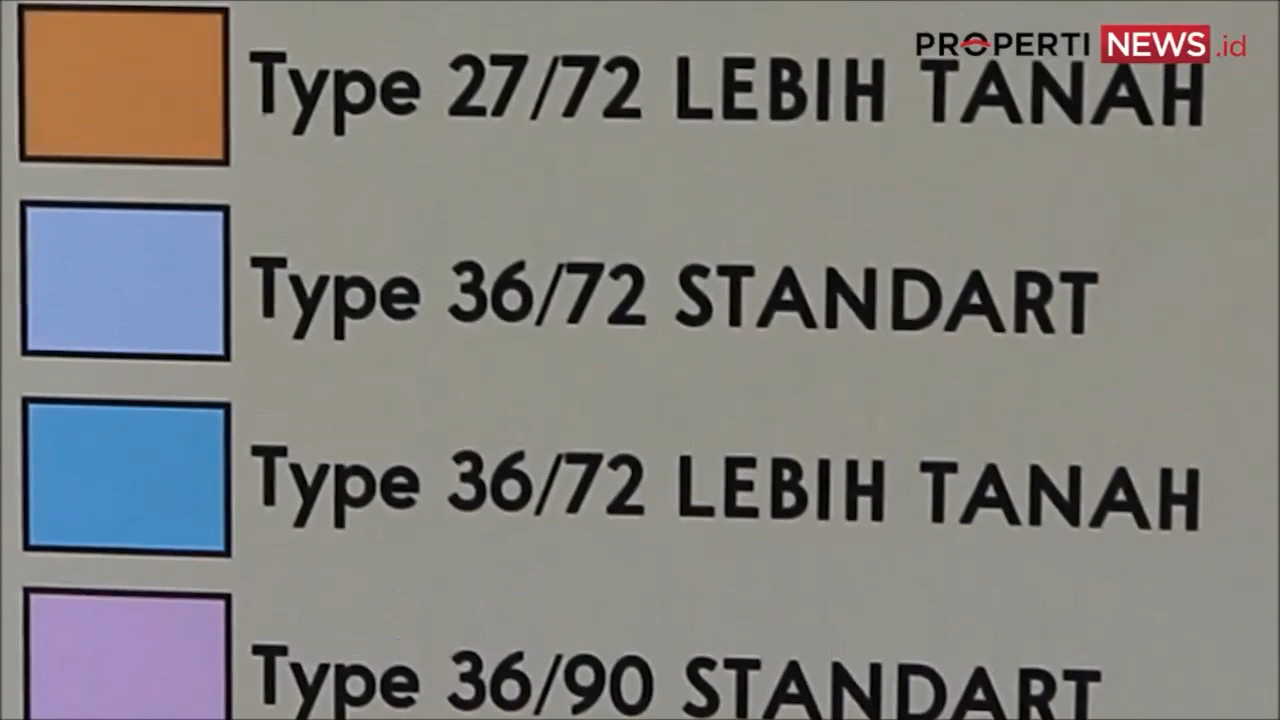 PROPERTI NEWS.id
Type 27/72 LEBIH TANAH
Type 36/72 STANDART
Type 36/72 LEBIH TANAH
Type 36/90 STANDART